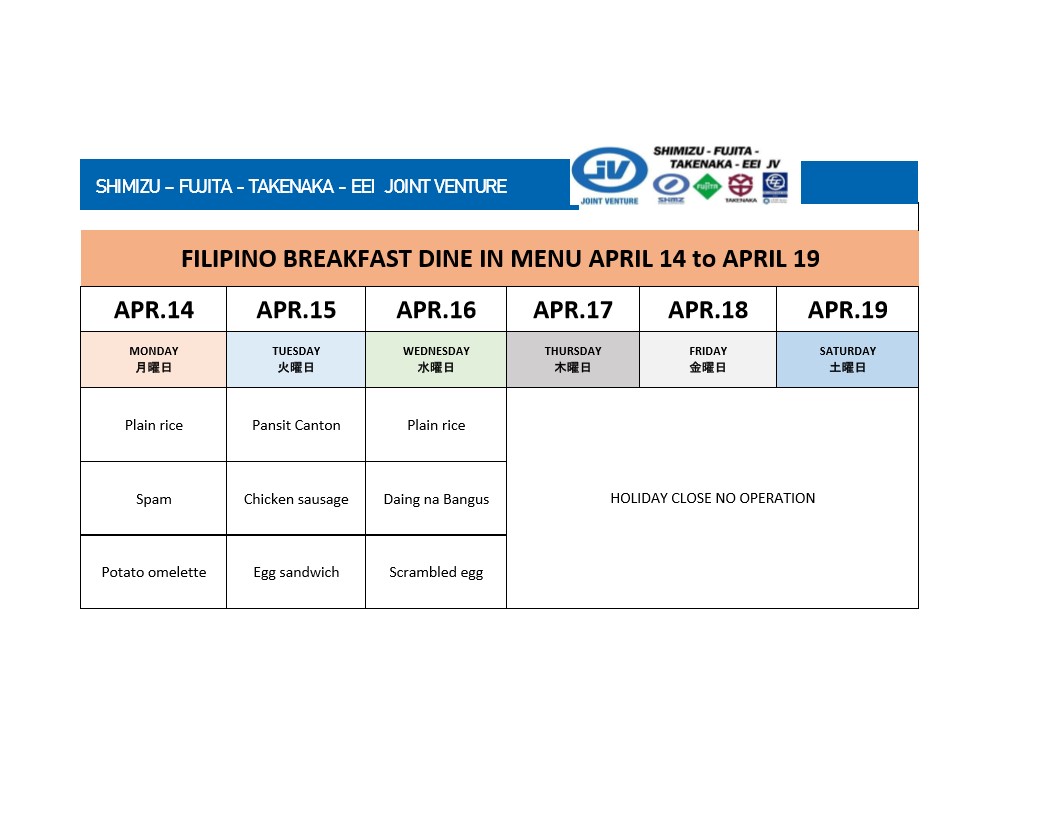 SHIMIZU – FUJITA - TAKENAKA - EEI JOINT VENTURE
JV
JOINT VENTURE
SHIMIZU - FUJITA -
TAKENAKA - EEI JV
SHMZ
FUJITA
TAKENAKA
FILIPINO BREAKFAST DINE IN MENU APRIL 14 to APRIL 19
APR.14 APR.15 APR.16 APR.17 APR.18 APR.19
MONDAY TUESDAY WEDNESDAY THURSDAY FRIDAY SATURDAY
月曜日 火曜日 水曜日 木曜日 金曜日 土曜日
Plain rice Pansit Canton Plain rice
Spam Chicken sausage Daing na Bangus
HOLIDAY CLOSE NO OPERATION
Potato omelette Egg sandwich Scrambled egg